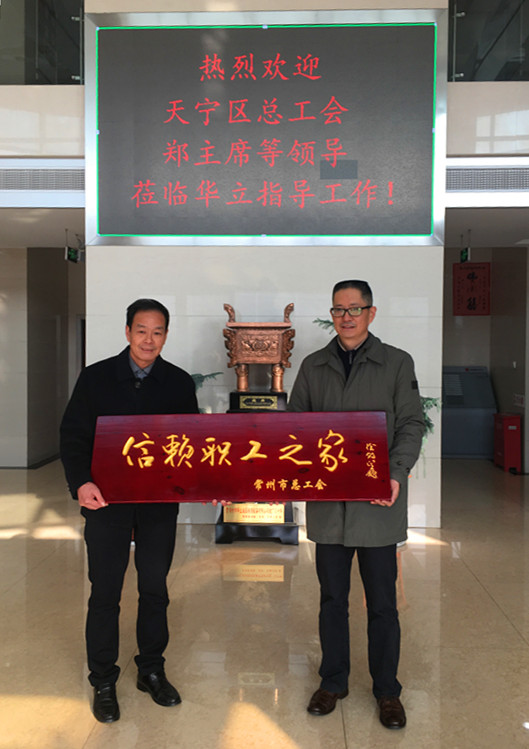 热烈欢迎
天宁区总工会
郑主席等领导
莅临华立指导工作！
信赖职工之家
常州市总工会